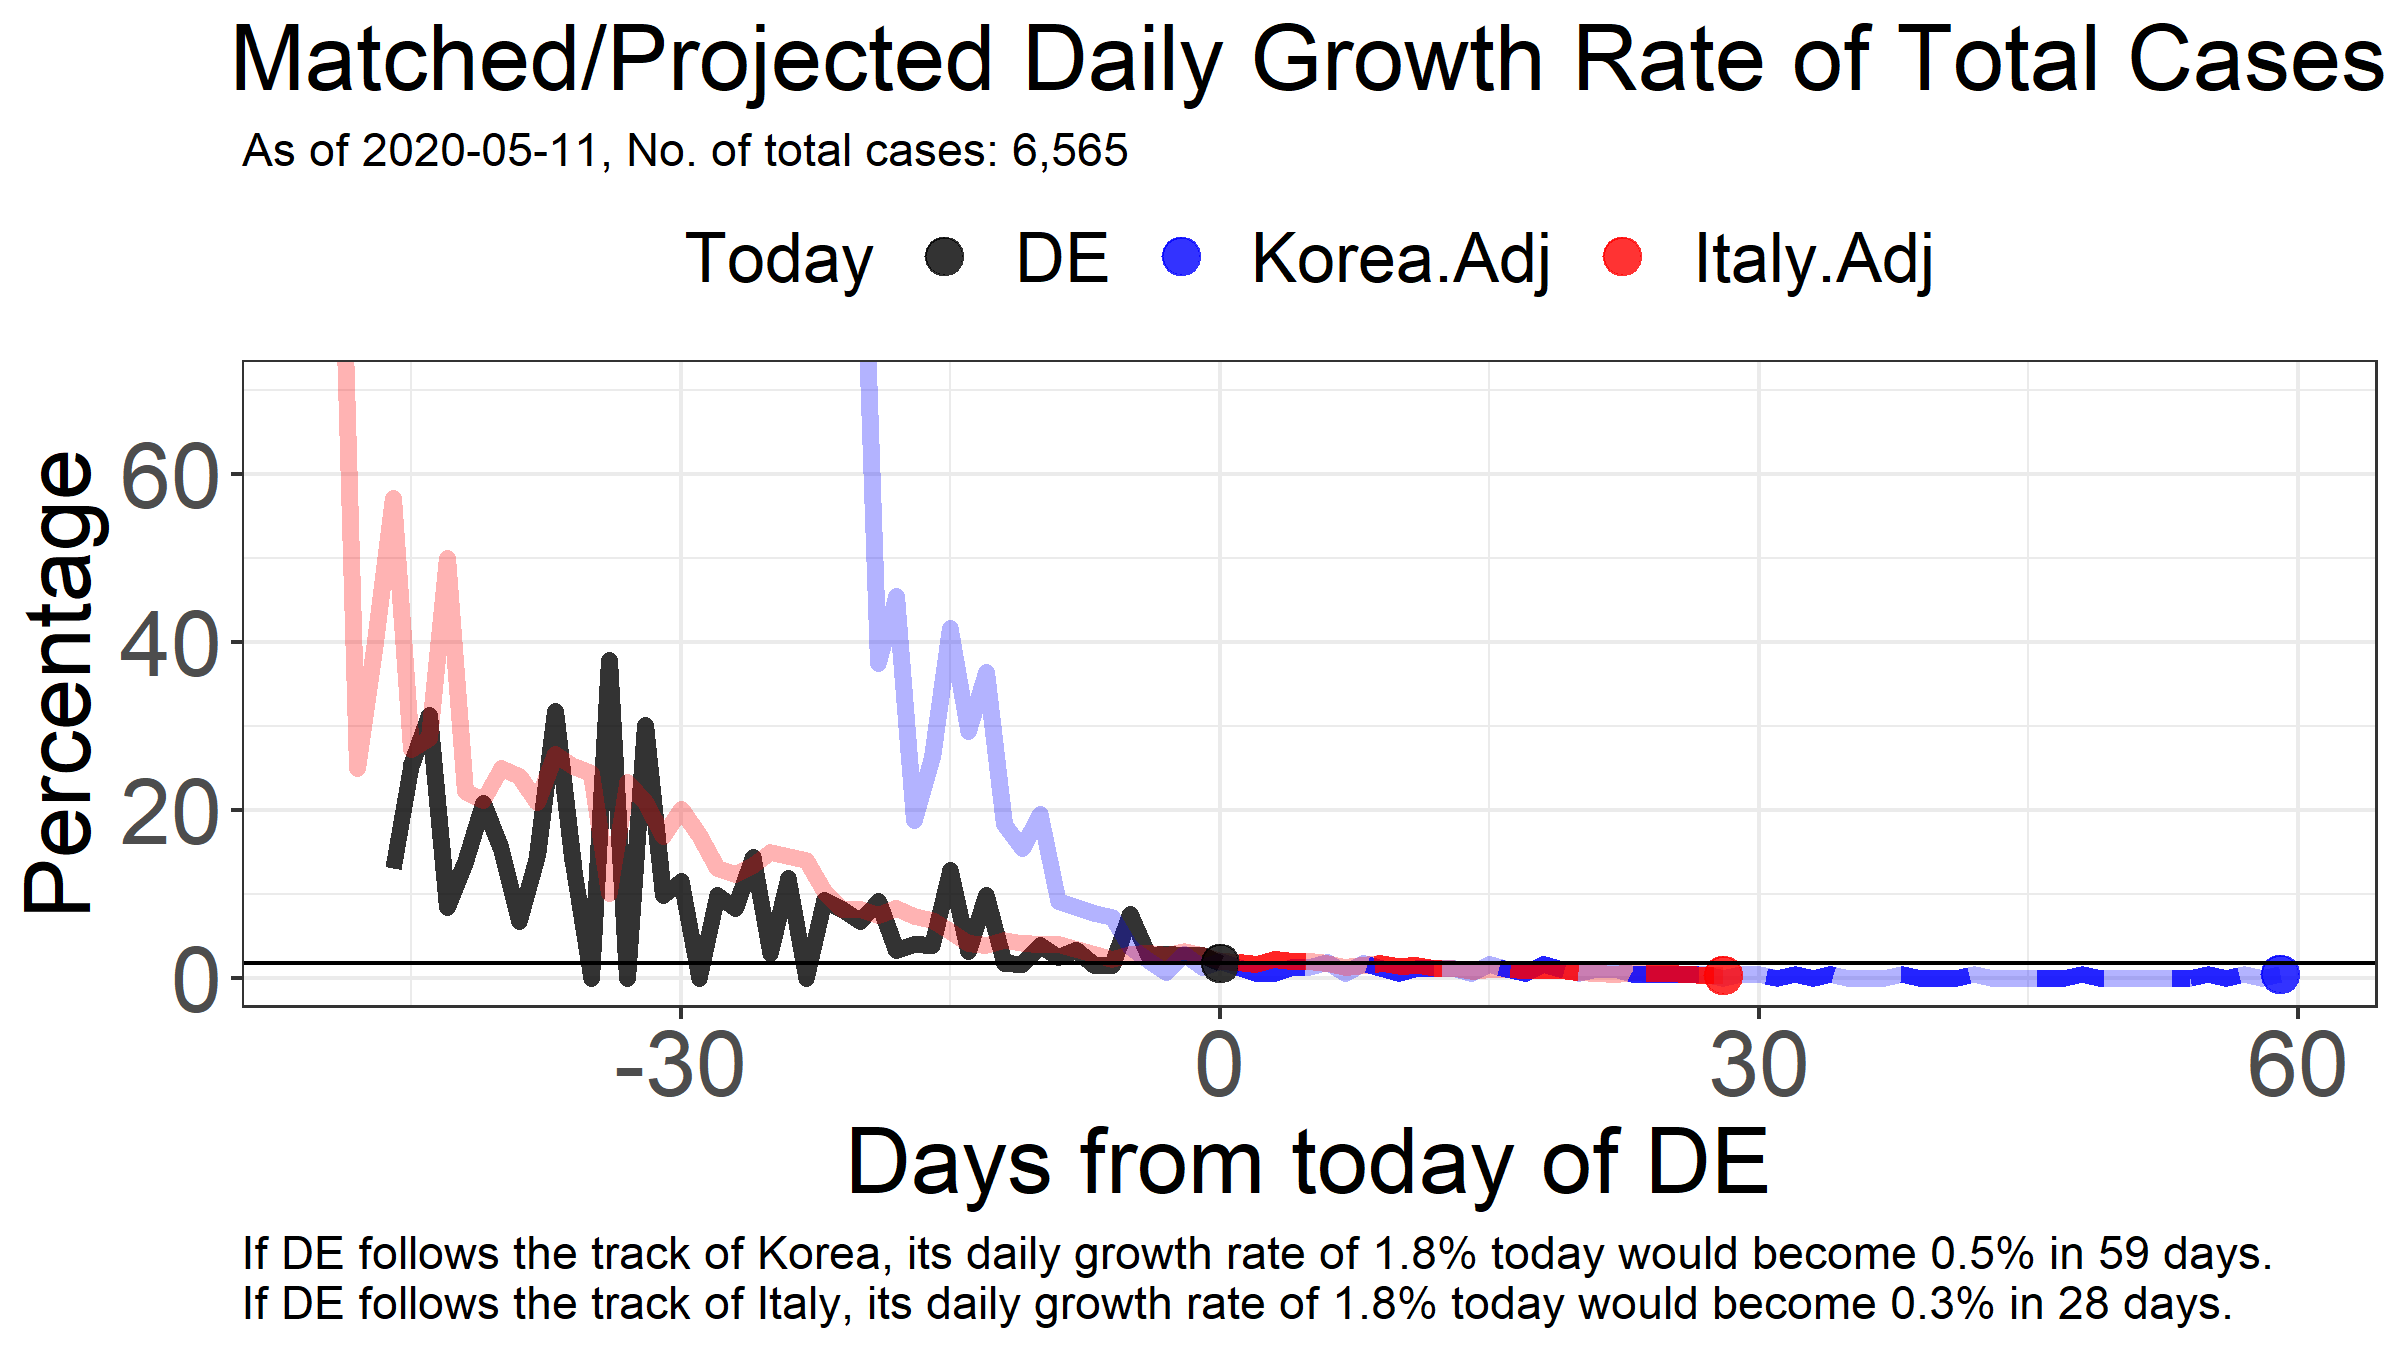 Matched/Projected Daily Growth Rate of Total Cases
As of 2020-05-11, No. of total cases: 6,565
Today DE Korea.Adj Italy.Adj
Percentage
60
40
20
0
-30 0 30 60
Days from today of DE
If DE follows the track of Korea, its daily growth rate of 1.8% today would become 0.5% in 59 days.
If DE follows the track of Italy, its daily growth rate of 1.8% today would become 0.3% in 28 days.